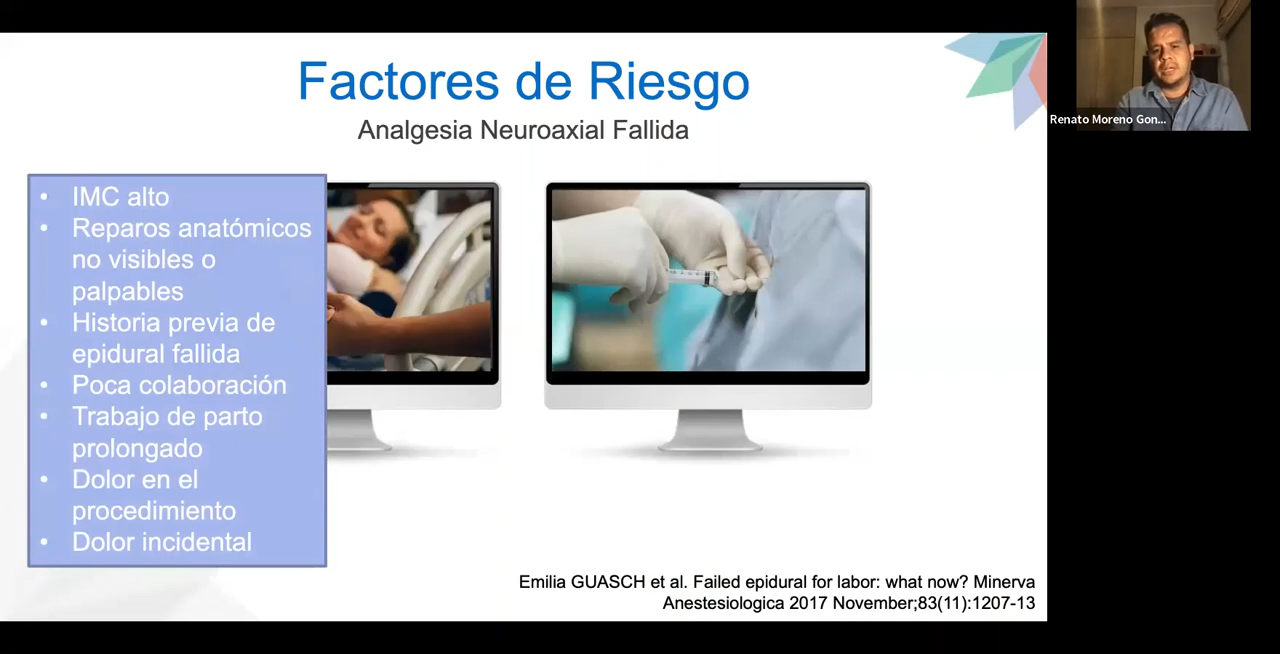 Factores de Riesgo
Analgesia Neuroaxial Fallida
• IMC alto
• Reparos anatómicos
no visibles o
palpables
• Historia previa de
epidural fallida
• Poca colaboración
• Trabajo de parto
prolongado
• Dolor en el
procedimiento
• Dolor incidental
Emilia GUASCH et al. Failed epidural for labor: what now? Minerva
Anestesiologica 2017 November;83(11):1207-13
Renato Moreno Gon...